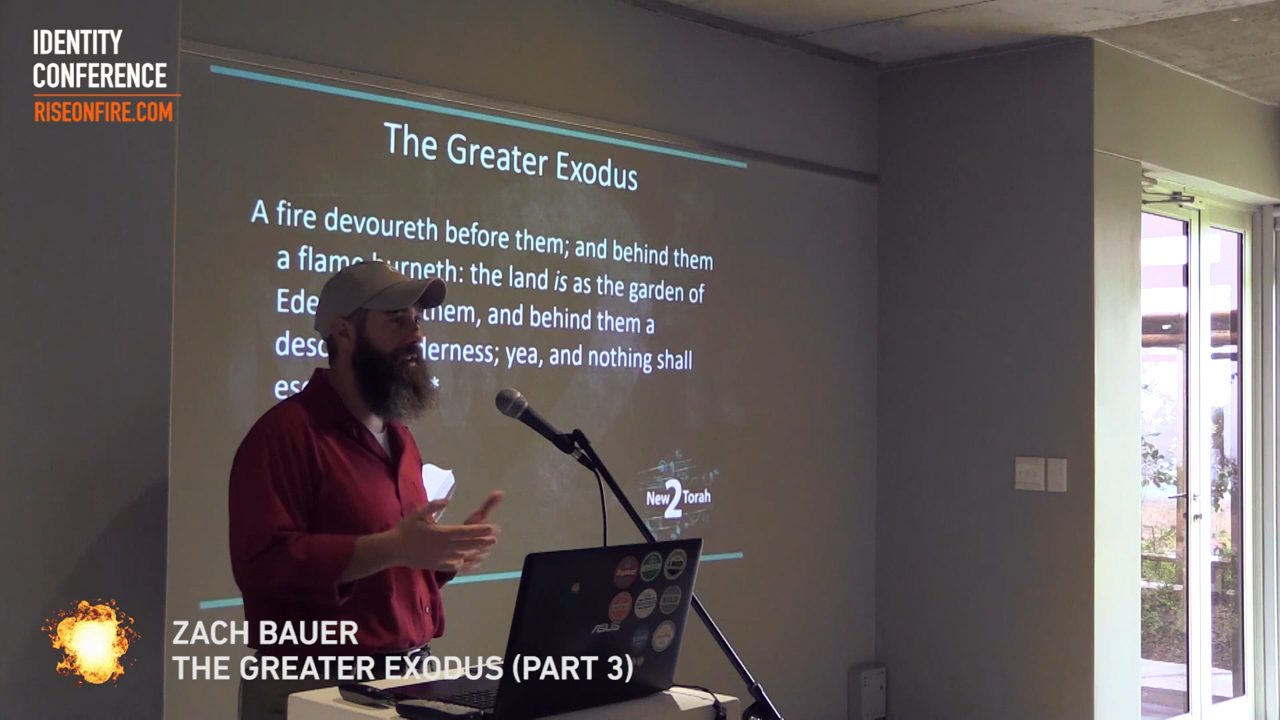 IDENTITY
CONFERENCE
RISEONFIRE.COM
The Greater Exodus
A fire devoureth before them; and behind them
a flame burneth: the land is as the garden of
them, and behind them a
yea, and nothing shall
New 2 Torah
ASUS
ZACH BAUER
THE GREATER EXODUS (PART 3)